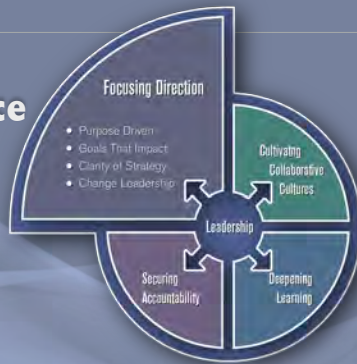 ce
Focusing Direction
• Purpose Driven
• Goals That Impact
• Clarity of Strategy
• Change Leadership
Cultivating
Collaborative
Cultures
Leadership
Securing
Accountability
Deepening
Learning